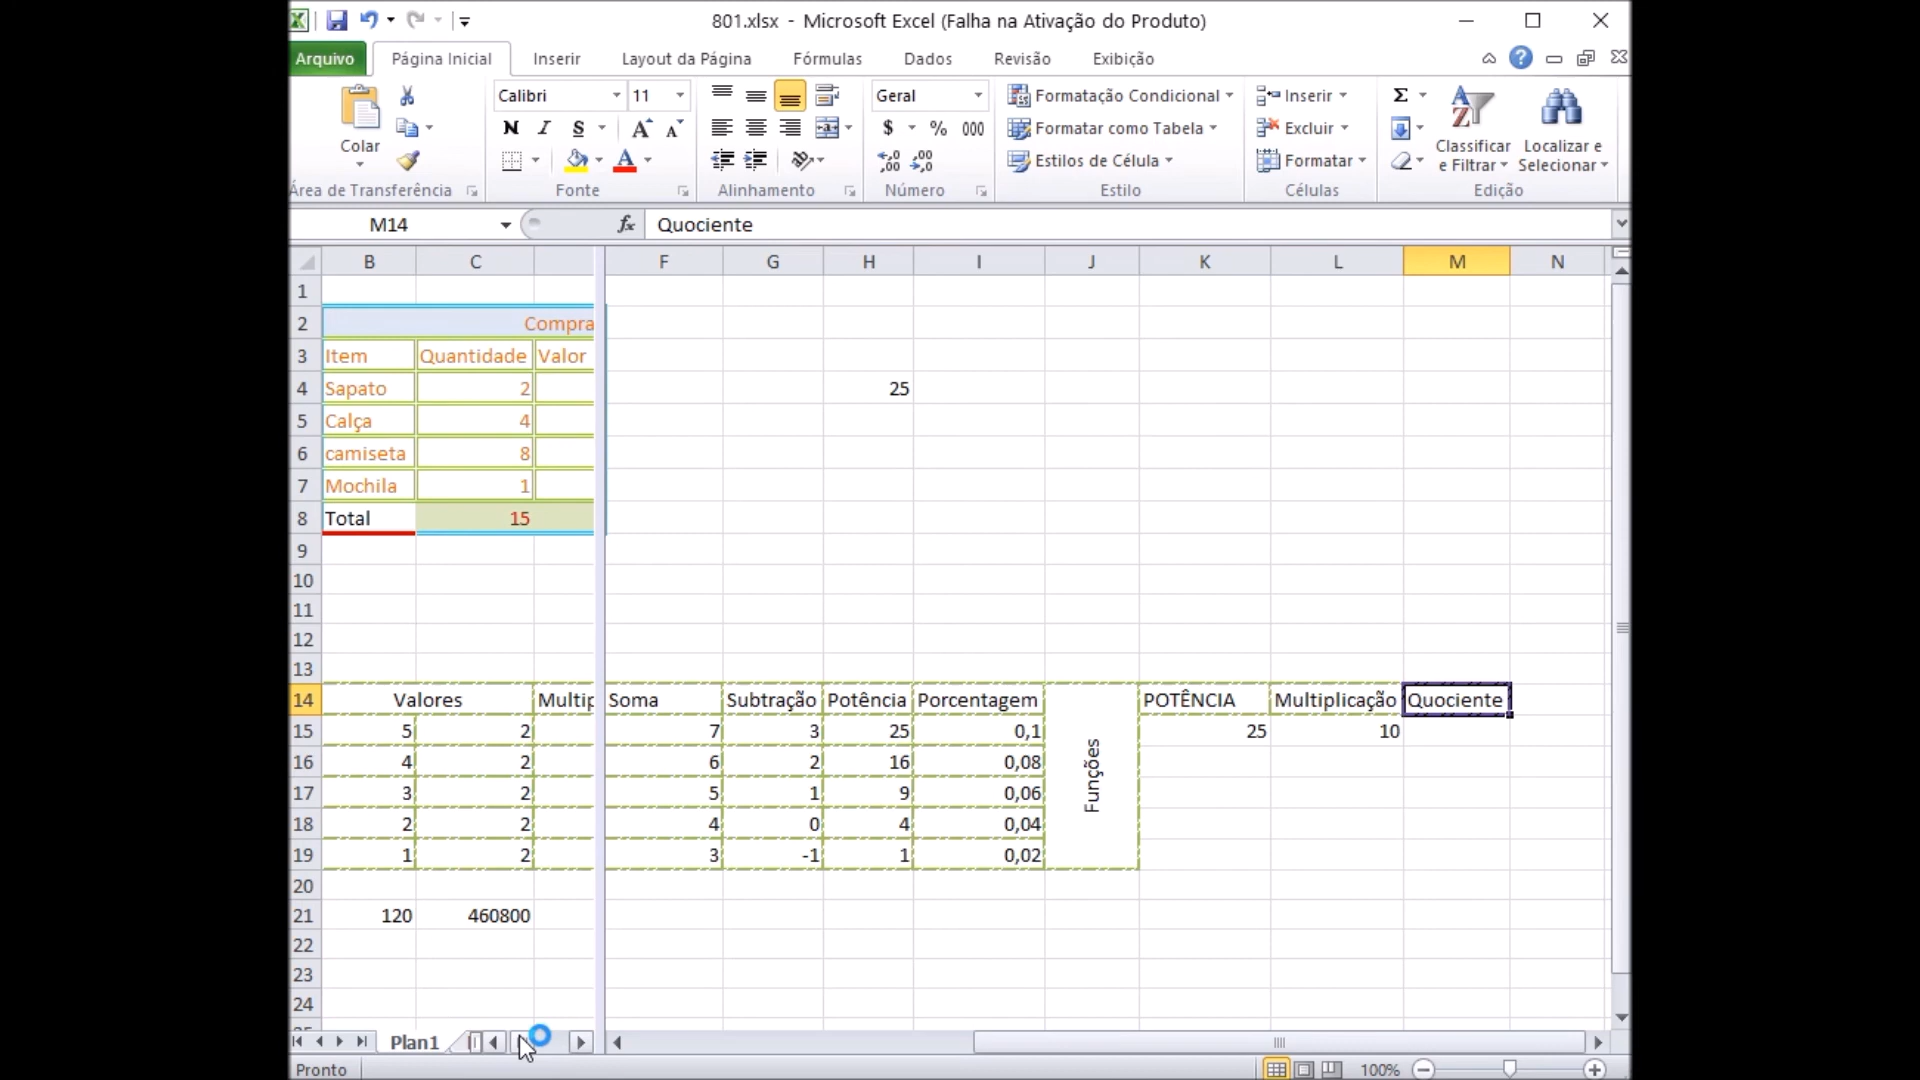 801.xlsx - Microsoft Excel (Falha na Ativação do Produto)
Arquivo Página Inicial Inserir Layout da Página Fórmulas Dados Revisão Exibição
Colar
Área de Transferência
Calibri 11
N I S A A
A
Fonte
Alinhamento
Geral
$ % 000
,0 ,00
,00 ,0
Número
Formatação Condicional
Formatar como Tabela
Estilos de Célula
Estilo
Inserir
Excluir
Formatar
Células
Σ
Classificar e Filtrar
Localizar e Selecionar
Edição
M14 fx Quociente
B C F G H I J K L M N
1
2 Compra
3 Item Quantidade Valor
4 Sapato 2 25
5 Calça 4
6 camiseta 8
7 Mochila 1
8 Total 15
9
10
11
12
13
14 Valores Multip Soma Subtração Potência Porcentagem POTÊNCIA Multiplicação Quociente
15 5 2 7 3 25 0,1 25 10
16 4 2 6 2 16 0,08
17 3 2 5 1 9 0,06
18 2 2 4 0 4 0,04
19 1 2 3 -1 1 0,02
Funções
20
21 120 460800
22
23
24
Plan1
Pronto 100%